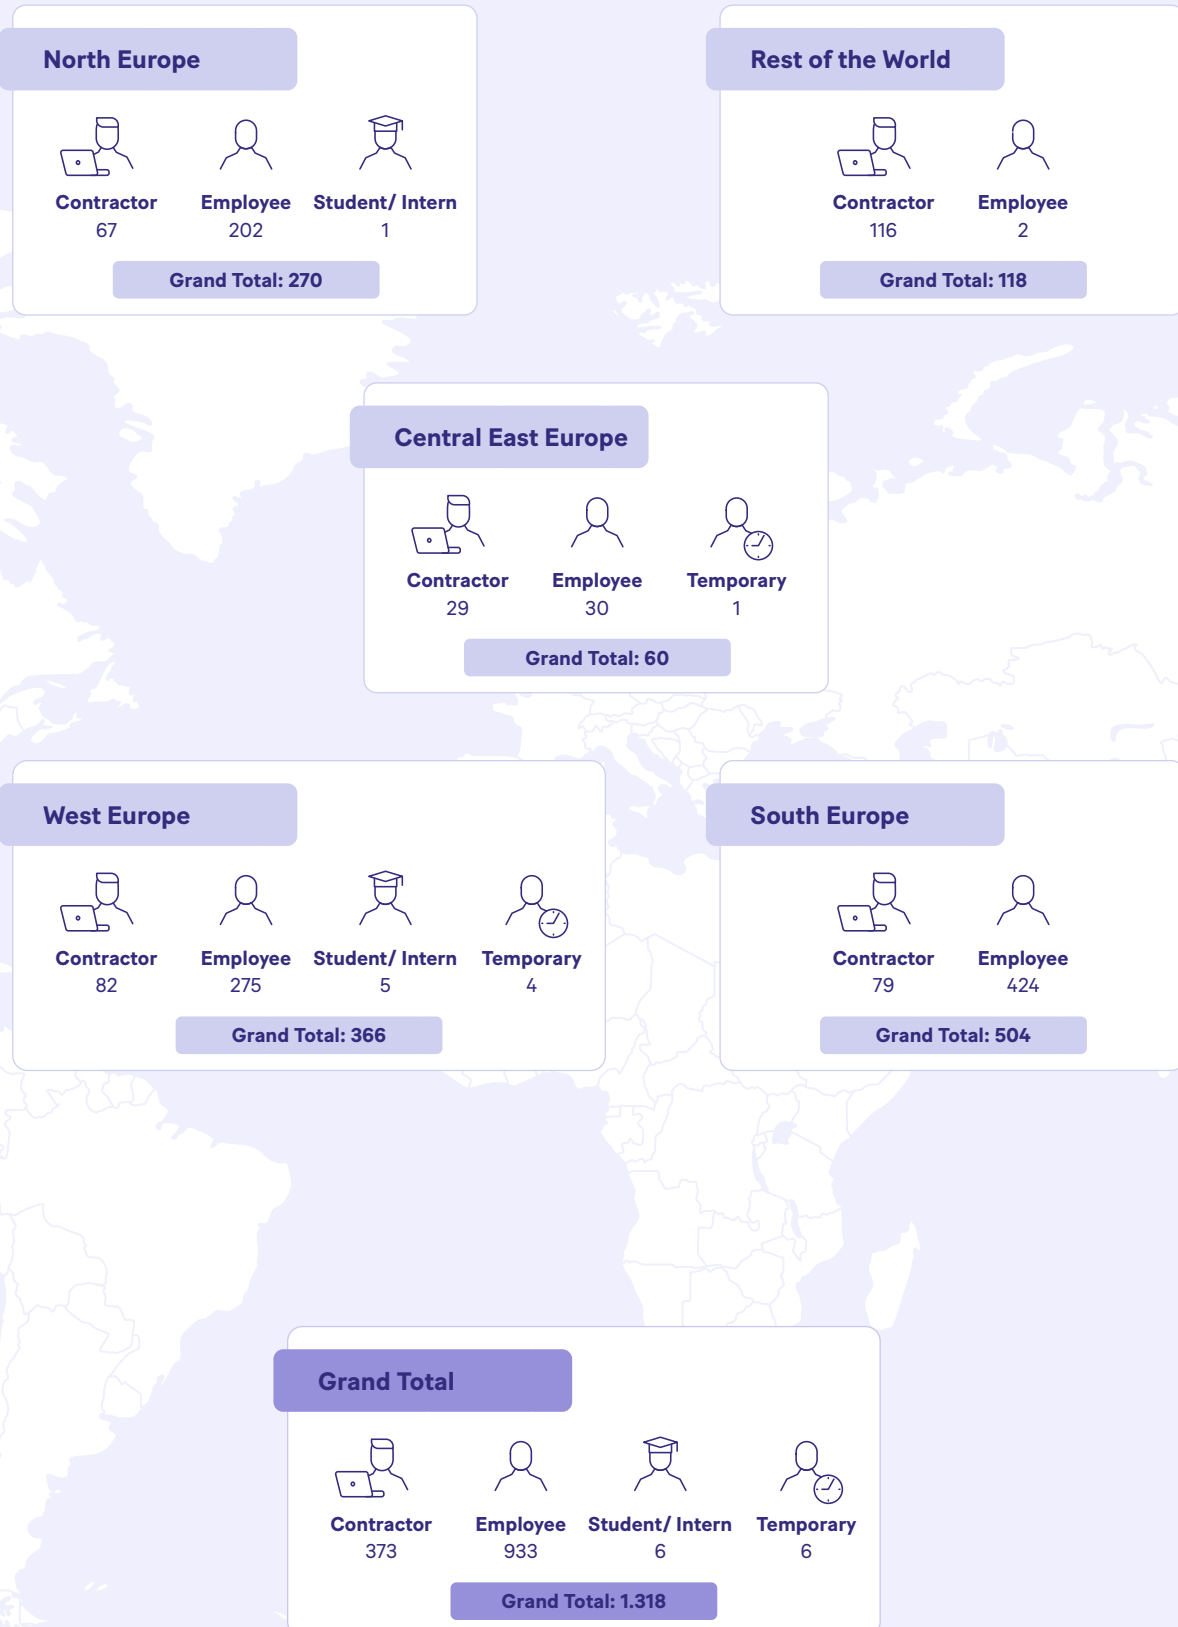 North Europe
Contractor Employee Student/ Intern
67 202 1
Grand Total: 270
Rest of the World
Contractor Employee
116 2
Grand Total: 118
Central East Europe
Contractor Employee Temporary
29 30 1
Grand Total: 60
West Europe
Contractor Employee Student/ Intern Temporary
82 275 5 4
Grand Total: 366
South Europe
Contractor Employee
79 424
Grand Total: 504
Grand Total
Contractor Employee Student/ Intern Temporary
373 933 6 6
Grand Total: 1.318